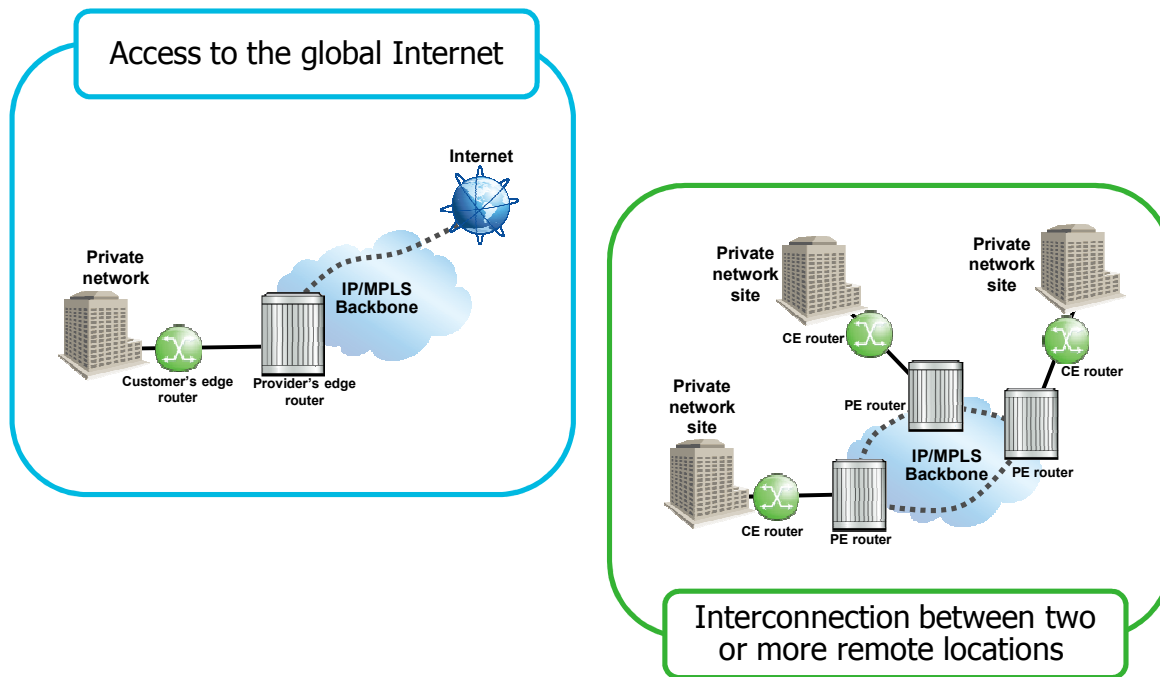 Access to the global Internet
Internet
Private
network
IP/MPLS
Backbone
Customer's edge
router
Provider's edge
router
Private
network
site
Private
network
site
CE router
CE router
PE router
Private
network
site
IP/MPLS
Backbone
PE router
CE router
PE router
Interconnection between two
or more remote locations